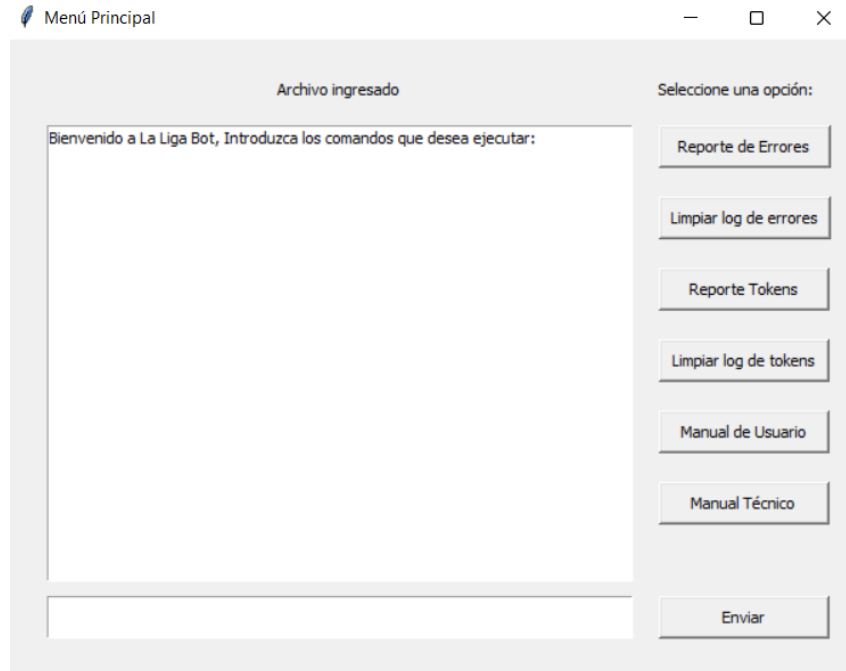 Menú Principal
Archivo ingresado
Seleccione una opción:
Bienvenido a La Liga Bot, Introduzca los comandos que desea ejecutar:
Reporte de Errores
Limpiar log de errores
Reporte Tokens
Limpiar log de tokens
Manual de Usuario
Manual Técnico
Enviar